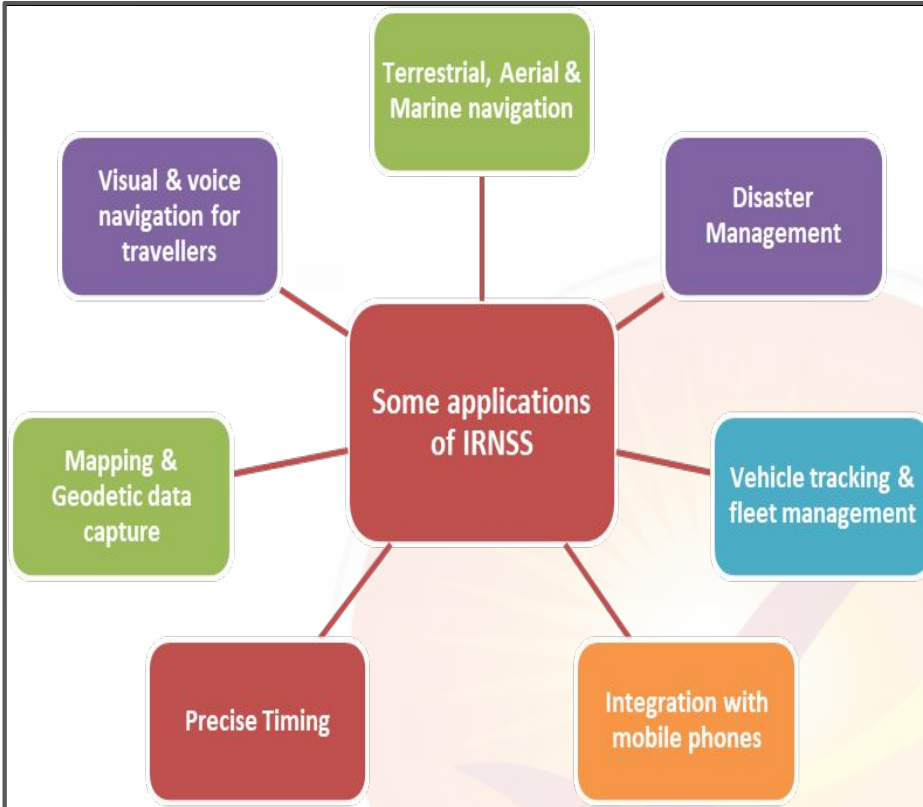 Terrestrial, Aerial &
Marine navigation
Visual & voice
navigation for
travellers
Disaster
Management
Some applications
of IRNSS
Mapping &
Geodetic data
capture
Vehicle tracking &
fleet management
Precise Timing
Integration with
mobile phones